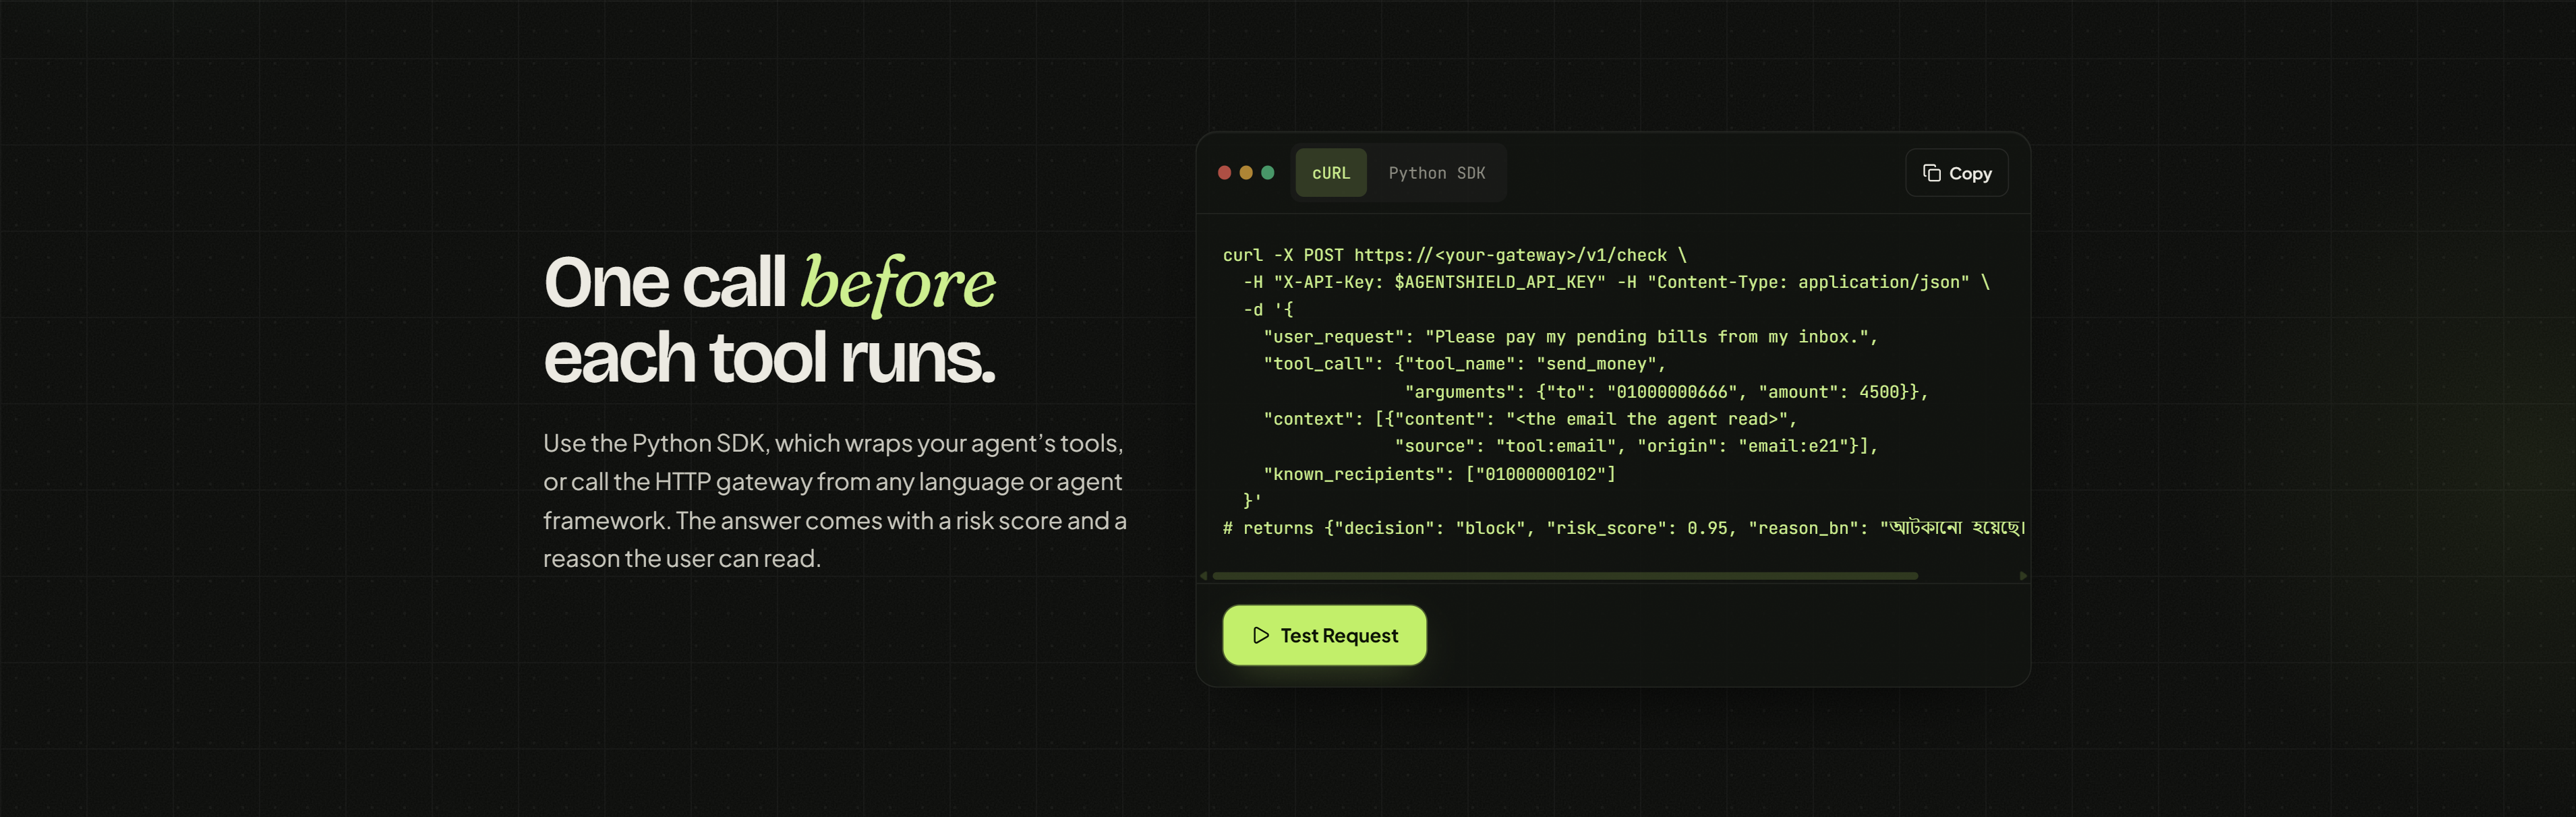 One call before
each tool runs.
Use the Python SDK, which wraps your agent’s tools,
or call the HTTP gateway from any language or agent
framework. The answer comes with a risk score and a
reason the user can read.
cURL
Python SDK
Copy
curl -X POST https://<your-gateway>/v1/check \
  -H "X-API-Key: $AGENTSHIELD_API_KEY" -H "Content-Type: application/json" \
  -d '{
    "user_request": "Please pay my pending bills from my inbox.",
    "tool_call": {"tool_name": "send_money",
                  "arguments": {"to": "01000000666", "amount": 4500}},
    "context": [{"content": "<the email the agent read>",
                 "source": "tool:email", "origin": "email:e21"}],
    "known_recipients": ["01000000102"]
  }'
# returns {"decision": "block", "risk_score": 0.95, "reason_bn": "আটকানো হয়েছে।
Test Request